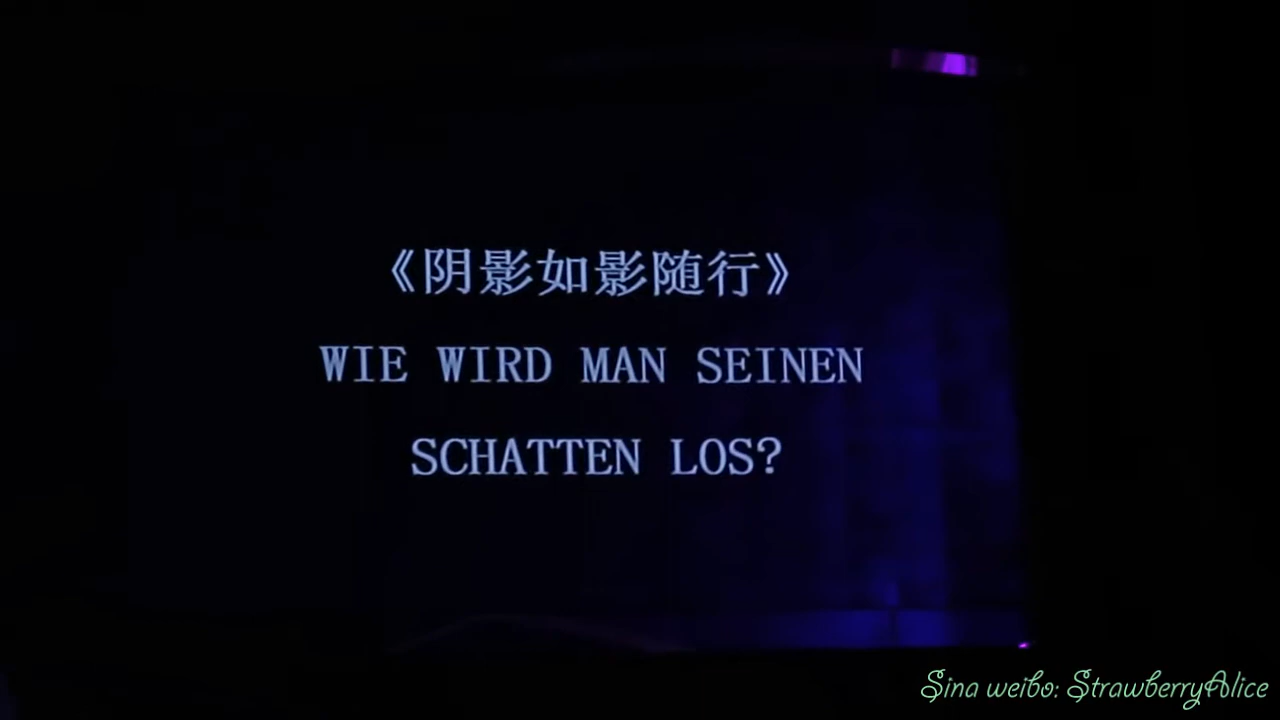 《阴影如影随行》
WIE WIRD MAN SEINEN
SCHATTEN LOS?
Sina weibo: StrawberryAlice